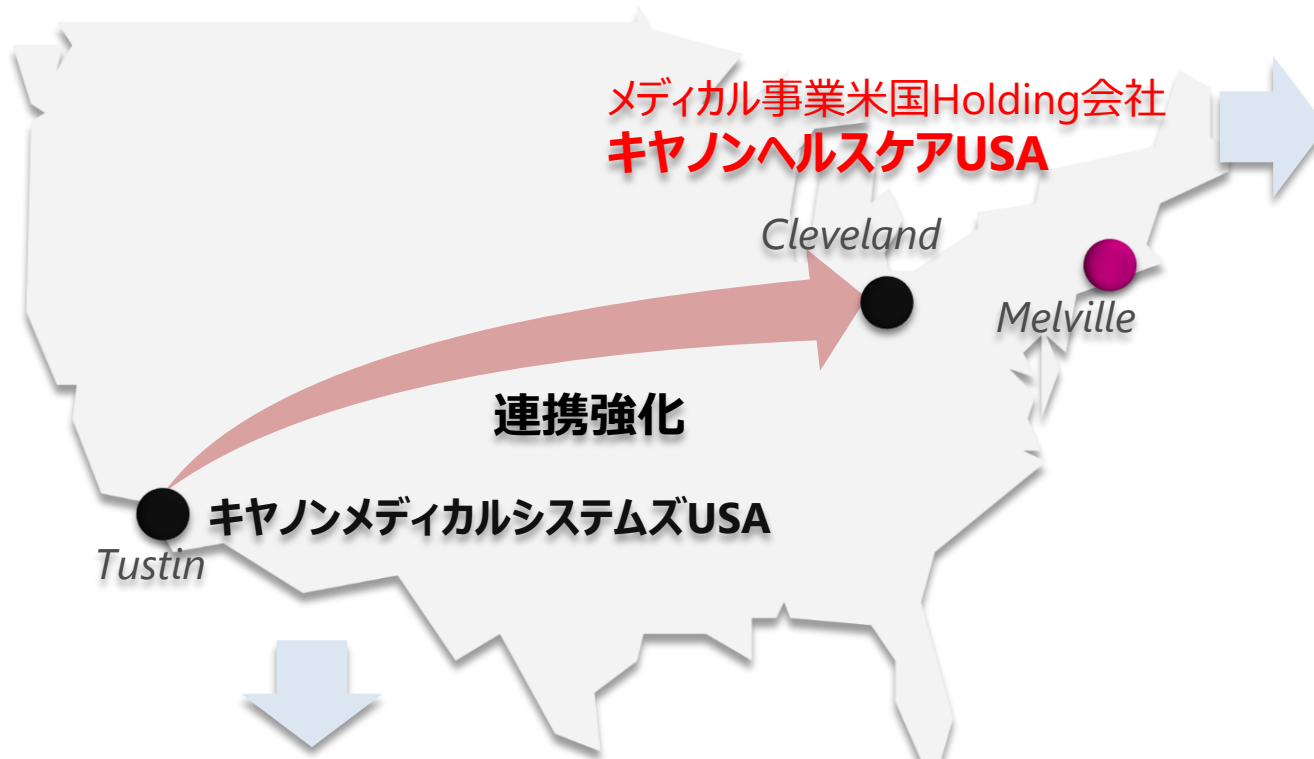 メディカル事業米国Holding会社
キヤノンヘルスケアUSA
Cleveland
Melville
連携強化
キヤノンメディカルシステムズUSA
Tustin